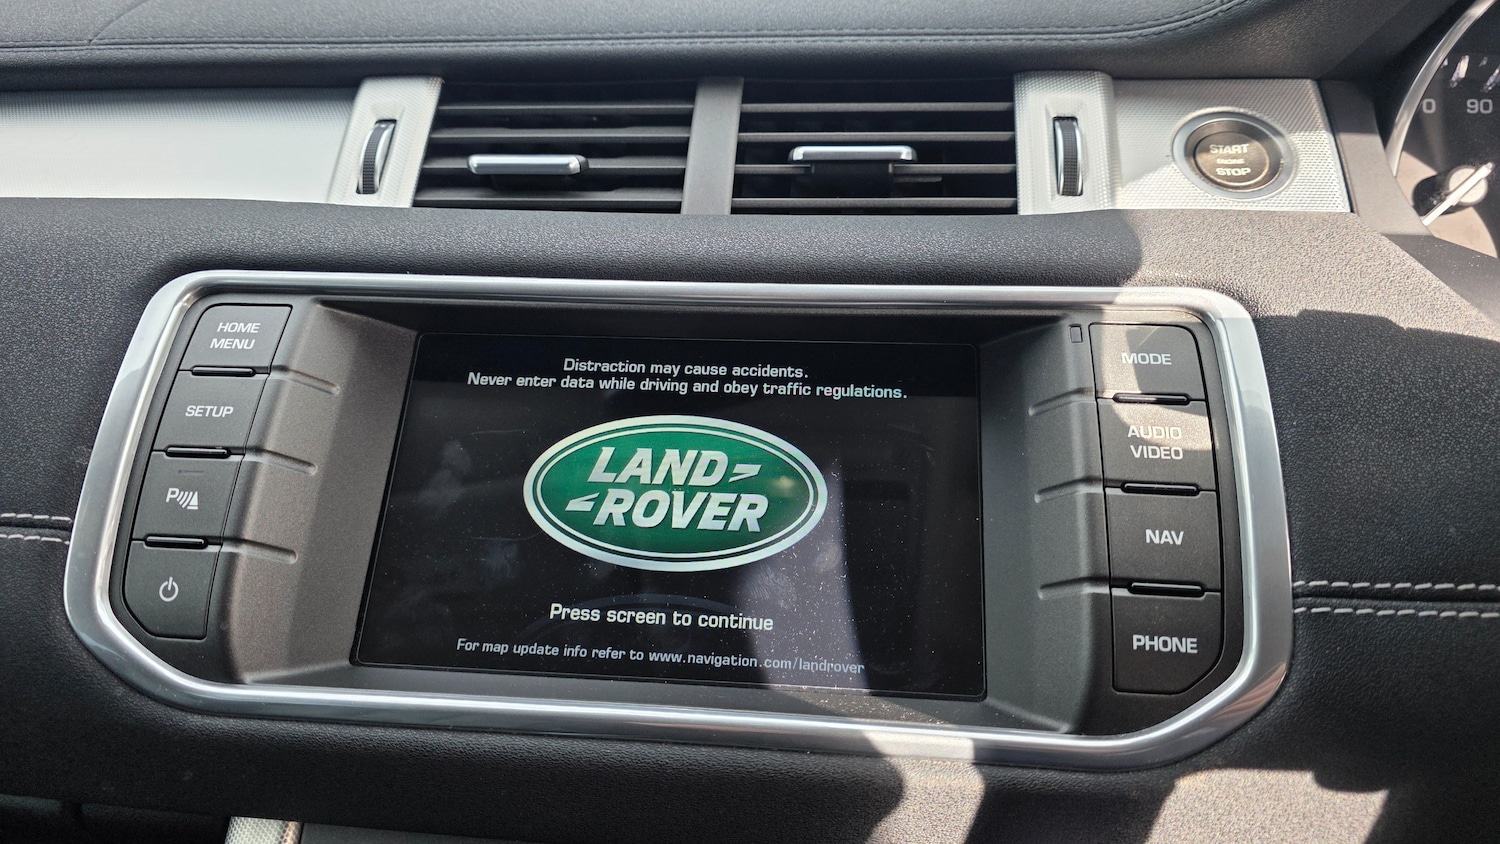 START
ENGINE
STOP
0
90
HOME
MENU
SETUP
P
Distraction may cause accidents.
Never enter data while driving and obey traffic regulations.
LAND
ROVER
Press screen to continue
For map update info refer to www.navigation.com/landrover
MODE
AUDIO
VIDEO
NAV
PHONE